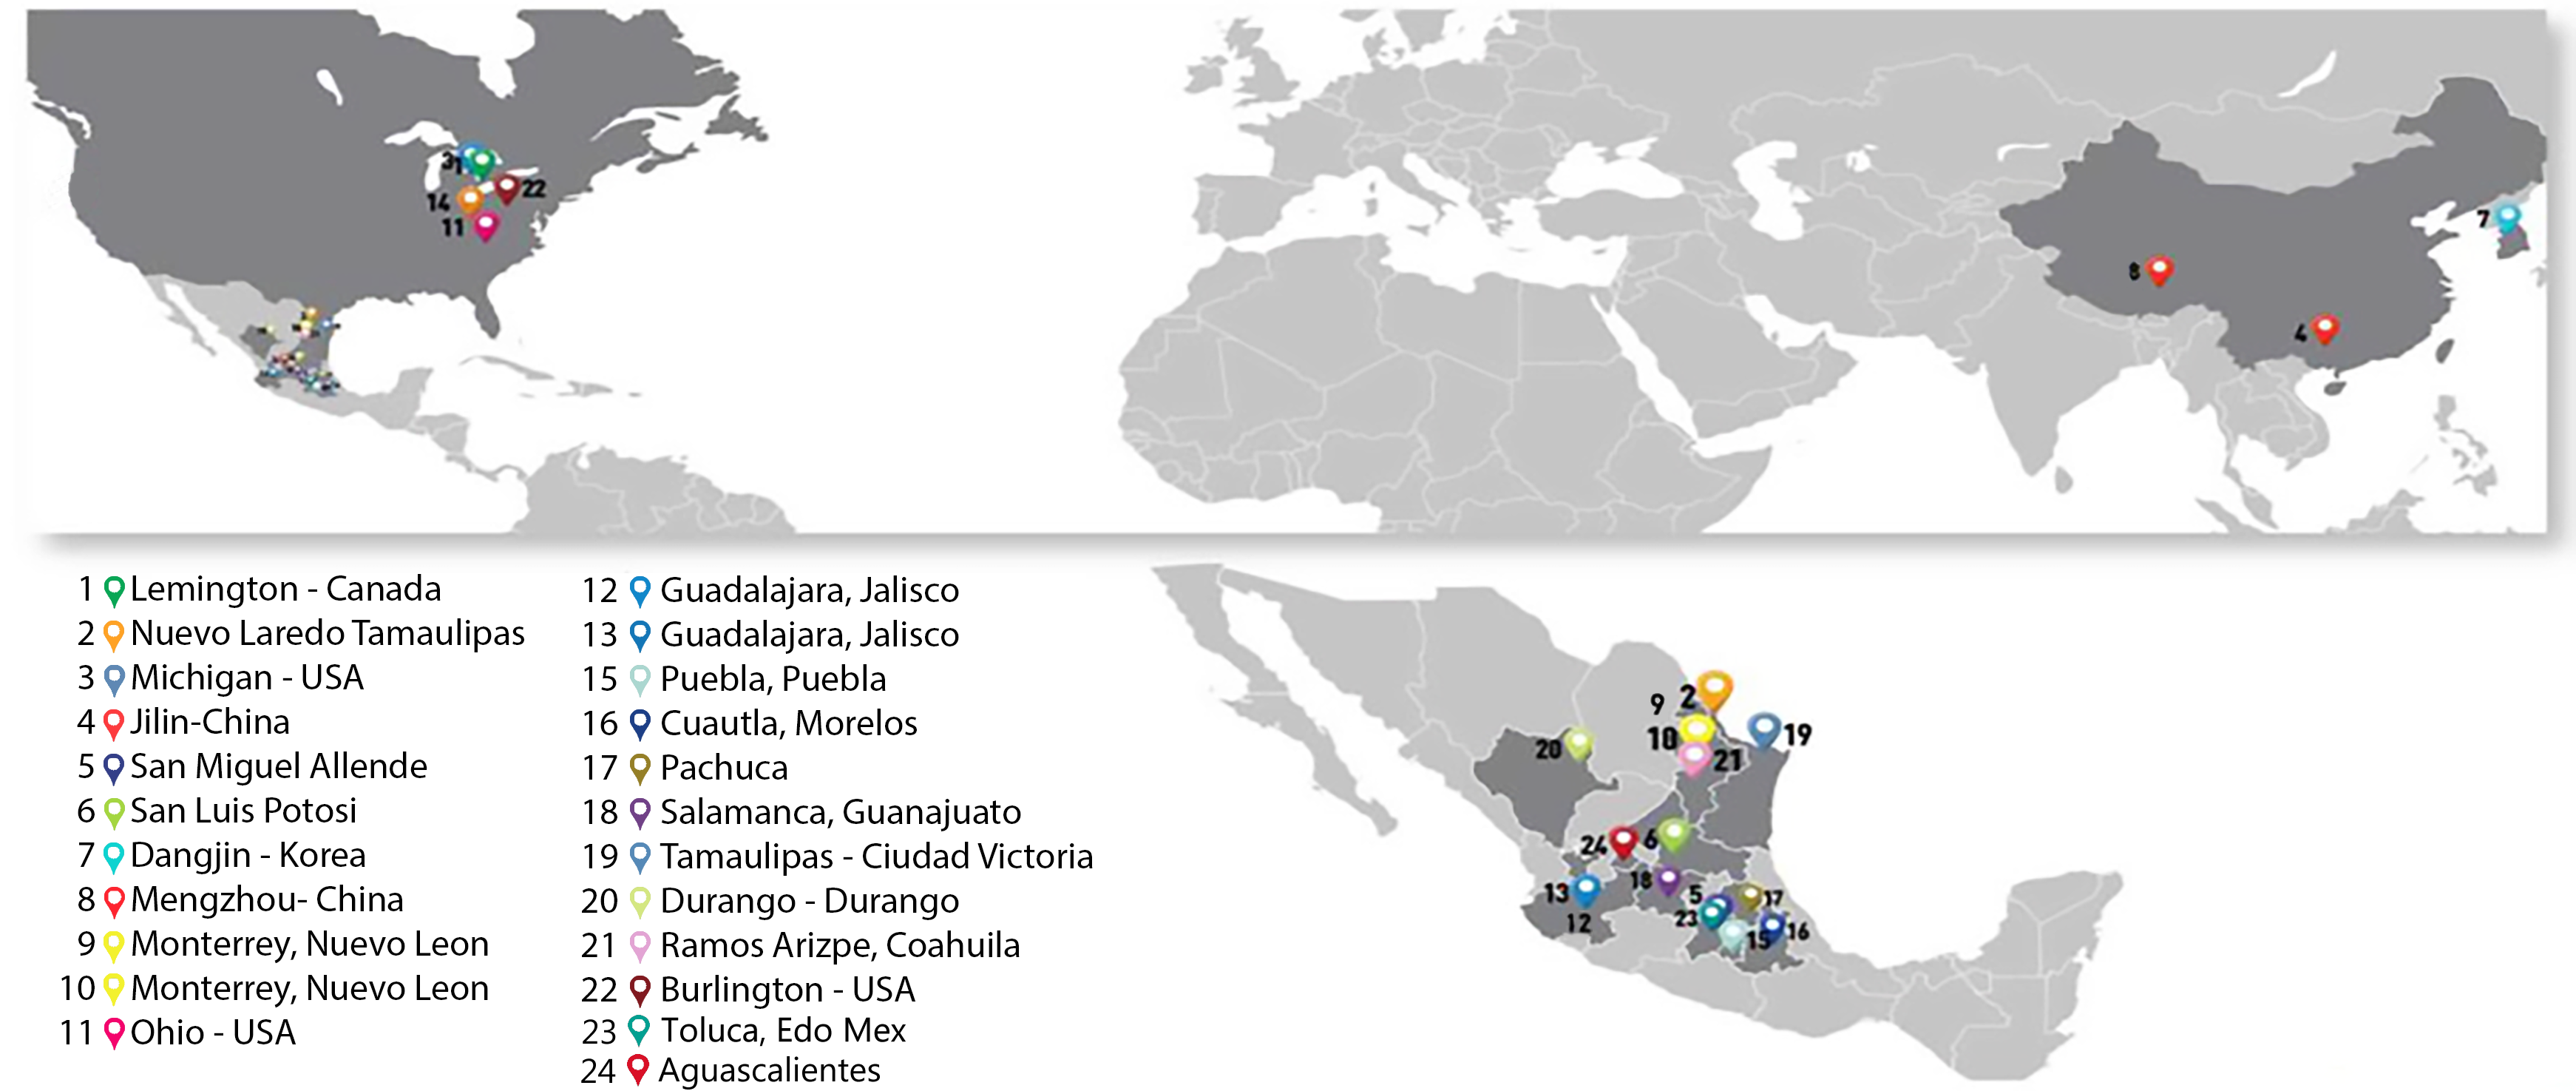 3
1
14
22
11
7
8
4
1 Lemington - Canada
2 Nuevo Laredo Tamaulipas
3 Michigan - USA
4 Jilin-China
5 San Miguel Allende
6 San Luis Potosi
7 Dangjin - Korea
8 Mengzhou- China
9 Monterrey, Nuevo Leon
10 Monterrey, Nuevo Leon
11 Ohio - USA
12 Guadalajara, Jalisco
13 Guadalajara, Jalisco
15 Puebla, Puebla
16 Cuautla, Morelos
17 Pachuca
18 Salamanca, Guanajuato
19 Tamaulipas - Ciudad Victoria
20 Durango - Durango
21 Ramos Arizpe, Coahuila
22 Burlington - USA
23 Toluca, Edo Mex
24 Aguascalientes
9 2
10
19
20
21
24 6
13
18
5
17
12
23
15
16